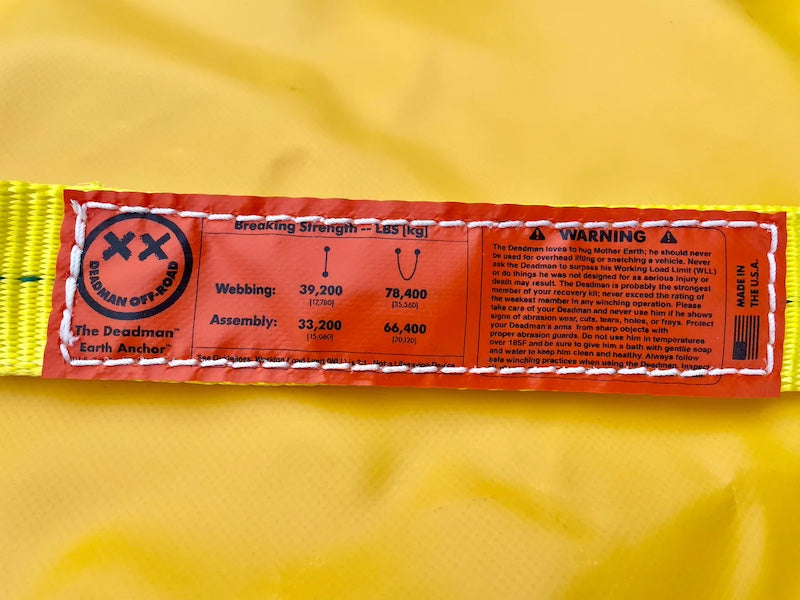 DEADMAN OFF-ROAD
The Deadman™
Earth Anchor™
Breaking Strength -- LBS [kg]
Webbing: 39,200 78,400
[17,780] [35,560]
Assembly: 33,200 66,400
[15,060] [30,120]
Working Load Limit (WLL)
WARNING
The Deadman loves to hug Mother Earth; he should never
be used for overhead lifting or snatching a vehicle. Never
ask the Deadman to surpass his Working Load Limit (WLL)
or do things he was not designed for as serious injury or
death may result. The Deadman is probably the strongest
member of your recovery kit; never exceed the rating of
the weakest member in any winching operation. Please
take care of your Deadman and never use him if he shows
signs of abrasion wear, cuts, tears, holes, or frays. Protect
your Deadman's arms from sharp objects with
proper abrasion guards. Do not use him in temperatures
over 185F and be sure to give him a bath with gentle soap
and water to keep him clean and healthy. Always follow
safe winching practices when using the Deadman. Inspect
MADE IN
THE U.S.A.